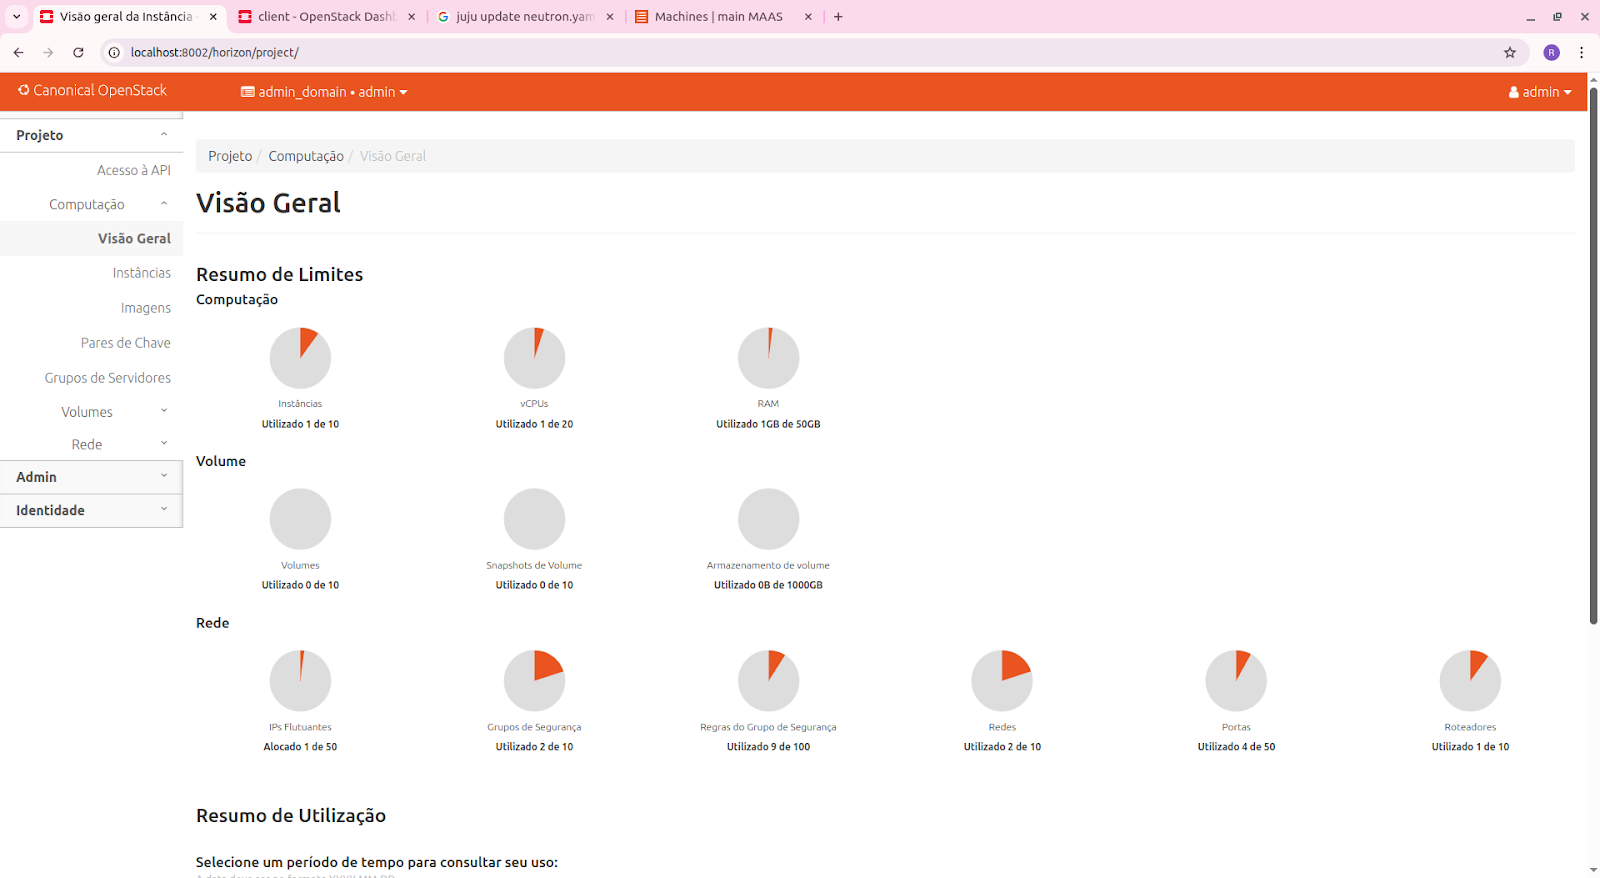 Visão geral da Instância
client - OpenStack Dashb
juju update neutron.yam
Machines | main MAAS
localhost:8002/horizon/project/
R
Canonical OpenStack
admin_domain • admin
admin
Projeto
Acesso à API
Computação
Visão Geral
Instâncias
Imagens
Pares de Chave
Grupos de Servidores
Volumes
Rede
Admin
Identidade
Projeto / Computação / Visão Geral
Visão Geral
Resumo de Limites
Computação
Instâncias
Utilizado 1 de 10
vCPUs
Utilizado 1 de 20
RAM
Utilizado 1GB de 50GB
Volume
Volumes
Utilizado 0 de 10
Snapshots de Volume
Utilizado 0 de 10
Armazenamento de volume
Utilizado 0B de 1000GB
Rede
IPs Flutuantes
Alocado 1 de 50
Grupos de Segurança
Utilizado 2 de 10
Regras do Grupo de Segurança
Utilizado 9 de 100
Redes
Utilizado 2 de 10
Portas
Utilizado 4 de 50
Roteadores
Utilizado 1 de 10
Resumo de Utilização
Selecione um período de tempo para consultar seu uso: